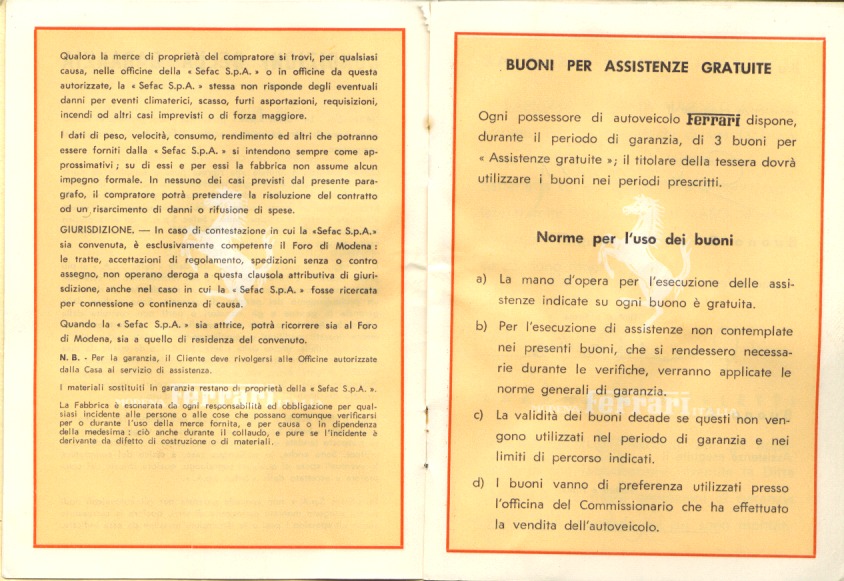 Qualora la merce di proprietà del compratore si trovi, per qualsiasi
causa, nelle officine della « Sefac S.p.A. » o in officine da questa
autorizzate, la « Sefac S.p.A. » stessa non risponde degli eventuali
danni per eventi climaterici, scasso, furti asportazioni, requisizioni,
incendi od altri casi imprevisti o di forza maggiore.
I dati di peso, velocità, consumo, rendimento ed altri che potranno
essere forniti dalla « Sefac S.p.A. » si intendono sempre come ap-
prossimativi ; su di essi e per essi la fabbrica non assume alcun
impegno formale. In nessuno dei casi previsti dal presente para-
grafo, il compratore potrà pretendere la risoluzione del contratto
od un risarcimento di danni o rifusione di spese.
GIURISDIZIONE. — In caso di contestazione in cui la «Sefac S.p.A.»
sia convenuta, è esclusivamente competente il Foro di Modena :
le tratte, accettazioni di regolamento, spedizioni senza o contro
assegno, non operano deroga a questa clausola attributiva di giuri-
sdizione, anche nel caso in cui la « Sefac S.p.A. » fosse ricercata
per connessione o continenza di causa.
Quando la « Sefac S.p.A. » sia attrice, potrà ricorrere sia al Foro
di Modena, sia a quello di residenza del convenuto.
N. B. - Per la garanzia, il Cliente deve rivolgersi alle Officine autorizzate
dalla Casa al servizio di assistenza.
I materiali sostituiti in garanzia restano di proprietà della « Sefac S.p.A. ».
La Fabbrica è esonerata da ogni responsabilità ed obbligazione per qual-
siasi incidente alle persone o alle cose che possano comunque verificarsi
per o durante l'uso della merce fornita, e per causa o in dipendenza
della medesima : ciò anche durante il collaudo, e pure se l'incidente è
derivante da difetto di costruzione o di materiali.
ferrari
BUONI PER ASSISTENZE GRATUITE
Ogni possessore di autoveicolo Ferrari dispone,
durante il periodo di garanzia, di 3 buoni per
« Assistenze gratuite »; il titolare della tessera dovrà
utilizzare i buoni nei periodi prescritti.
Norme per l'uso dei buoni
a) La mano d'opera per l'esecuzione delle assi-
stenze indicate su ogni buono è gratuita.
b) Per l'esecuzione di assistenze non contemplate
nei presenti buoni, che si rendessero necessa-
rie durante le verifiche, verranno applicate le
norme generali di garanzia.
c) La validità dei buoni decade se questi non ven-
gono utilizzati nel periodo di garanzia e nei
limiti di percorso indicati.
d) I buoni vanno di preferenza utilizzati presso
l'officina del Commissionario che ha effettuato
la vendita dell'autoveicolo.
ferrari ITALIA